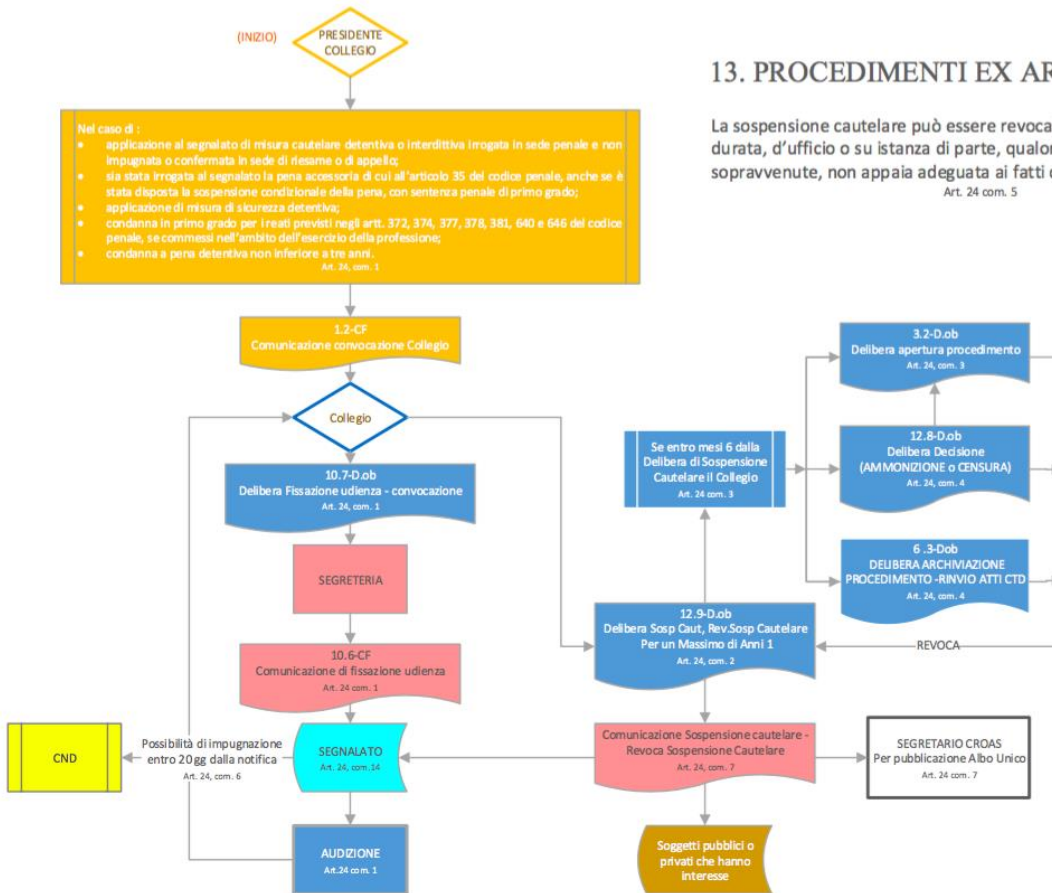 (INIZIO)
PRESIDENTE
COLLEGIO
13. PROCEDIMENTI EX AR
La sospensione cautelare può essere revoca
durata, d'ufficio o su istanza di parte, qualor
sopravvenute, non appaia adeguata ai fatti c
Art. 24 com. 5
Nel caso di :
• applicazione al segnalato di misura cautelare detentiva o interdittiva irrogata in sede penale e non
impugnata o confermata in sede di riesame o di appello;
• sia stata irrogata al segnalato la pena accessoria di cui all'articolo 35 del codice penale, anche se è
stata disposta la sospensione condizionale della pena, con sentenza penale di primo grado;
• applicazione di misura di sicurezza detentiva;
• condanna in primo grado per i reati previsti negli artt. 372, 374, 377, 378, 381, 640 e 646 del codice
penale, se commessi nell'ambito dell'esercizio della professione;
• condanna a pena detentiva non inferiore a tre anni.
Art. 24, com. 1
1.2-CF
Comunicazione convocazione Collegio
Collegio
10.7-D.ob
Delibera Fissazione udienza - convocazione
Art. 24, com. 1
SEGRETERIA
10.6-CF
Comunicazione di fissazione udienza
Art. 24 com. 1
SEGNALATO
Art. 24, com.14
Possibilità di impugnazione
entro 20 gg dalla notifica
Art. 24, com. 6
CND
AUDIZIONE
Art.24 com. 1
Se entro mesi 6 dalla
Delibera di Sospensione
Cautelare il Collegio
Art. 24 com. 3
3.2-D.ob
Delibera apertura procedimento
Art. 24, com. 3
12.8-D.ob
Delibera Decisione
(AMMONIZIONE o CENSURA)
Art. 24, com. 4
6 .3-Dob
DELIBERA ARCHIVIAZIONE
PROCEDIMENTO -RINVIO ATTI CTD
Art. 24, com. 4
12.9-D.ob
Delibera Sosp Caut, Rev.Sosp Cautelare
Per un Massimo di Anni 1
Art. 24, com. 2
REVOCA
Comunicazione Sospensione cautelare -
Revoca Sospensione Cautelare
Art. 24, com. 7
SEGRETARIO CROAS
Per pubblicazione Albo Unico
Art. 24 com. 7
Soggetti pubblici o
privati che hanno
interesse